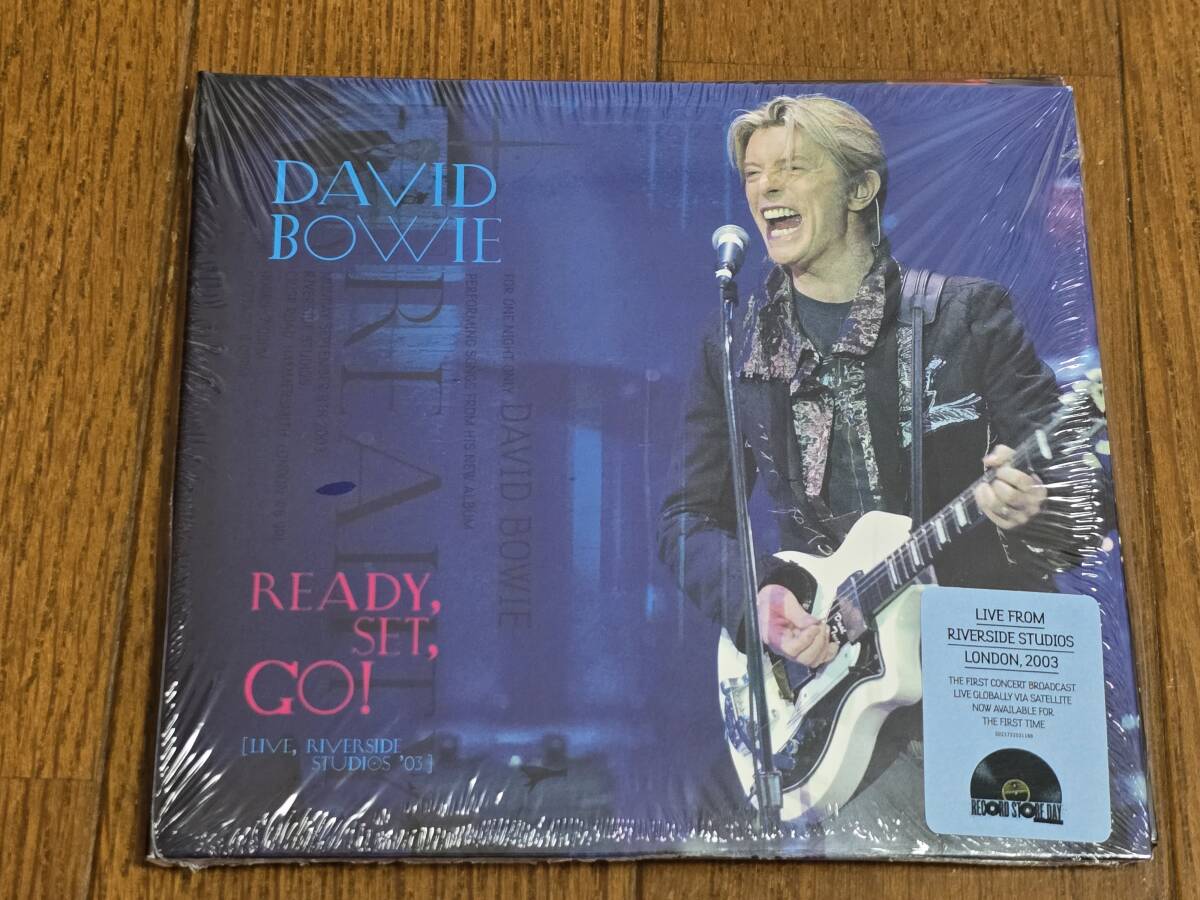 DAVID
BOWIE
FOR ONE NIGHT ONLY DAVID BOWIE
PERFORMING SONGS FROM HIS NEW ALBUM
READY,
SET,
GO!
[LIVE, RIVERSIDE
STUDIOS '03]
LIVE FROM
RIVERSIDE STUDIOS
LONDON, 2003
THE FIRST CONCERT BROADCAST
LIVE GLOBALLY VIA SATELLITE
NOW AVAILABLE FOR
THE FIRST TIME
RECORD STORE DAY